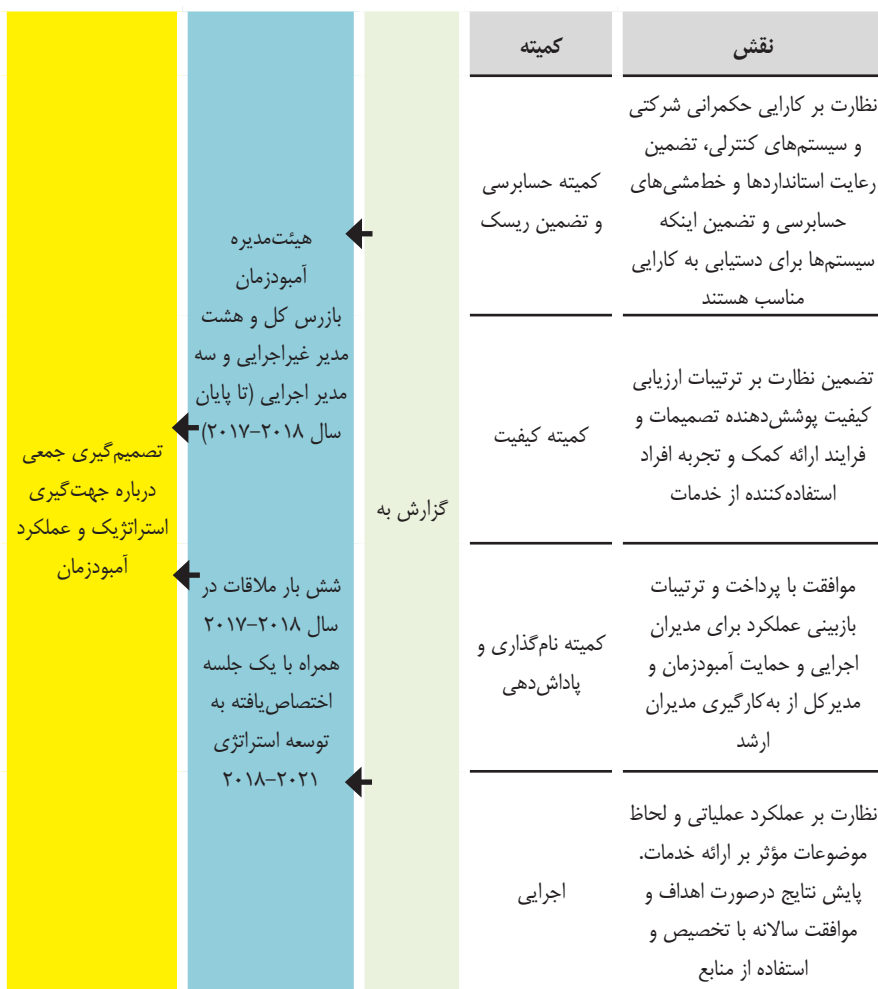 نقش
کمیته
نظارت بر کارایی حکمرانی شرکتی
و سیستم‌های کنترلی، تضمین
رعایت استانداردها و خط‌مشی‌های
حسابرسی و تضمین اینکه
سیستم‌ها برای دستیابی به کارایی
مناسب هستند
کمیته حسابرسی
و تضمین ریسک
تضمین نظارت بر ترتیبات ارزیابی
کیفیت پوشش‌دهنده تصمیمات و
فرایند ارائه کمک و تجربه افراد
استفاده‌کننده از خدمات
کمیته کیفیت
موافقت با پرداخت و ترتیبات
بازبینی عملکرد برای مدیران
اجرایی و حمایت آمبودزمان و
مدیرکل از به‌کارگیری مدیران
ارشد
کمیته نام‌گذاری و
پاداش‌دهی
نظارت بر عملکرد عملیاتی و لحاظ
موضوعات مؤثر بر ارائه خدمات.
پایش نتایج درصورت اهداف و
موافقت سالانه با تخصیص و
استفاده از منابع
اجرایی
گزارش به
هیئت‌مدیره
آمبودزمان
بازرس کل و هشت
مدیر غیراجرایی و سه
مدیر اجرایی (تا پایان
سال ۲۰۱۸–۲۰۱۷)
شش بار ملاقات در
سال ۲۰۱۸–۲۰۱۷
همراه با یک جلسه
اختصاص‌یافته به
توسعه استراتژی
۲۰۲۱–۲۰۱۸
تصمیم‌گیری جمعی
درباره جهت‌گیری
استراتژیک و عملکرد
آمبودزمان